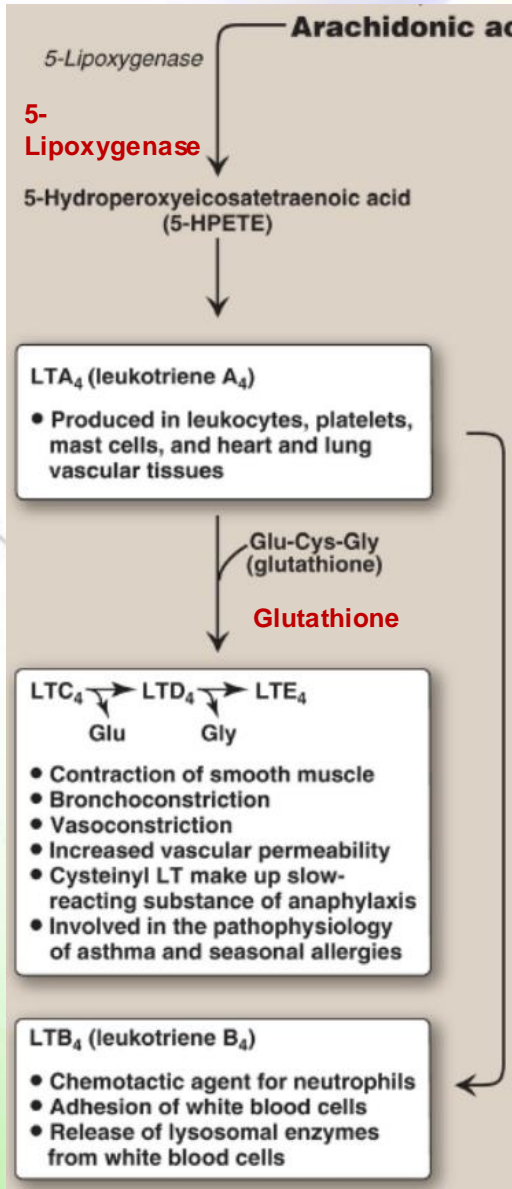 Arachidonic ac
5-Lipoxygenase
5-
Lipoxygenase
5-Hydroperoxyeicosatetraenoic acid
(5-HPETE)
LTA₄ (leukotriene A₄)
• Produced in leukocytes, platelets,
mast cells, and heart and lung
vascular tissues
Glu-Cys-Gly
(glutathione)
Glutathione
LTC₄ LTD₄ LTE₄
Glu Gly
• Contraction of smooth muscle
• Bronchoconstriction
• Vasoconstriction
• Increased vascular permeability
• Cysteinyl LT make up slow-
reacting substance of anaphylaxis
• Involved in the pathophysiology
of asthma and seasonal allergies
LTB₄ (leukotriene B₄)
• Chemotactic agent for neutrophils
• Adhesion of white blood cells
• Release of lysosomal enzymes
from white blood cells